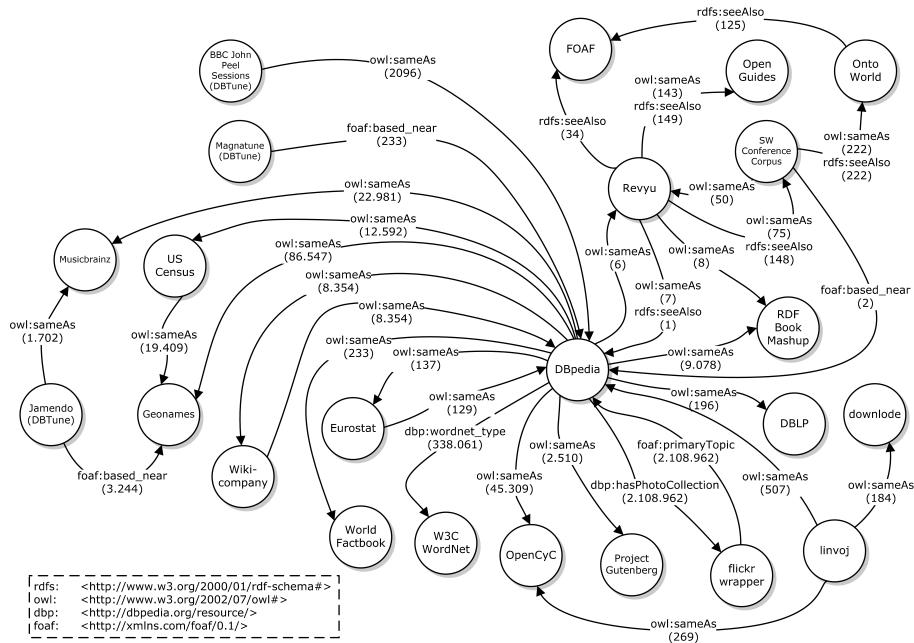 rdfs:seeAlso
(125)
FOAF
BBC John
Peel
Sessions
(DBTune)
owl:sameAs
(2096)
Open
Guides
Onto
World
owl:sameAs
(143)
rdfs:seeAlso
(149)
rdfs:seeAlso
(34)
Magnatune
(DBTune)
foaf:based_near
(233)
SW
Conference
Corpus
owl:sameAs
(222)
rdfs:seeAlso
(222)
Revyu
owl:sameAs
(50)
owl:sameAs
(22.981)
owl:sameAs
(12.592)
owl:sameAs
(75)
rdfs:seeAlso
(148)
Musicbrainz
US
Census
owl:sameAs
(86.547)
owl:sameAs
(6)
owl:sameAs
(8)
owl:sameAs
(8.354)
owl:sameAs
(7)
rdfs:seeAlso
(1)
foaf:based_near
(2)
owl:sameAs
(8.354)
RDF
Book
Mashup
owl:sameAs
(1.702)
owl:sameAs
(19.409)
owl:sameAs
(233)
owl:sameAs
(137)
DBpedia
owl:sameAs
(9.078)
owl:sameAs
(129)
owl:sameAs
(196)
Jamendo
(DBTune)
Geonames
Eurostat
DBLP
downlode
dbp:wordnet_type
(338.061)
owl:sameAs
(2.510)
foaf:primaryTopic
(2.108.962)
foaf:based_near
(3.244)
Wiki-
company
owl:sameAs
(45.309)
dbp:hasPhotoCollection
(2.108.962)
owl:sameAs
(507)
owl:sameAs
(184)
World
Factbook
W3C
WordNet
OpenCyC
Project
Gutenberg
flickr
wrapper
linvoj
owl:sameAs
(269)
rdfs: <http://www.w3.org/2000/01/rdf-schema#>
owl: <http://www.w3.org/2002/07/owl#>
dbp: <http://dbpedia.org/resource/>
foaf: <http://xmlns.com/foaf/0.1/>